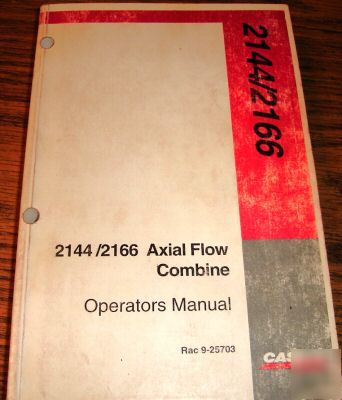 2144/2166
2144/2166 Axial Flow
Combine
Operators Manual
Rac 9-25703
CAS